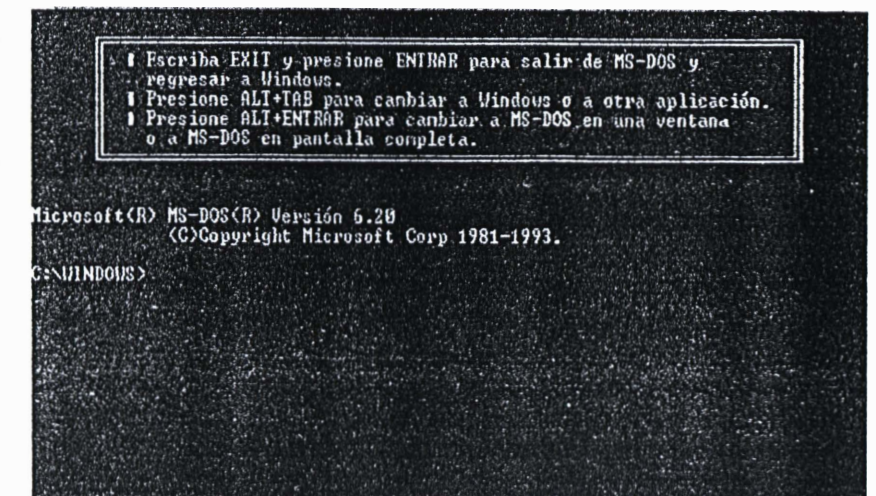 Escriba EXIT y presione ENTRAR para salir de MS-DOS y
regresar a Windows.
Presione ALT+TAB para cambiar a Windows o a otra aplicación.
Presione ALT+ENTRAR para cambiar a MS-DOS en una ventana
o a MS-DOS en pantalla completa.
Microsoft(R) MS-DOS(R) Versión 6.20
(C)Copyright Microsoft Corp 1981-1993.
C:\WINDOWS>